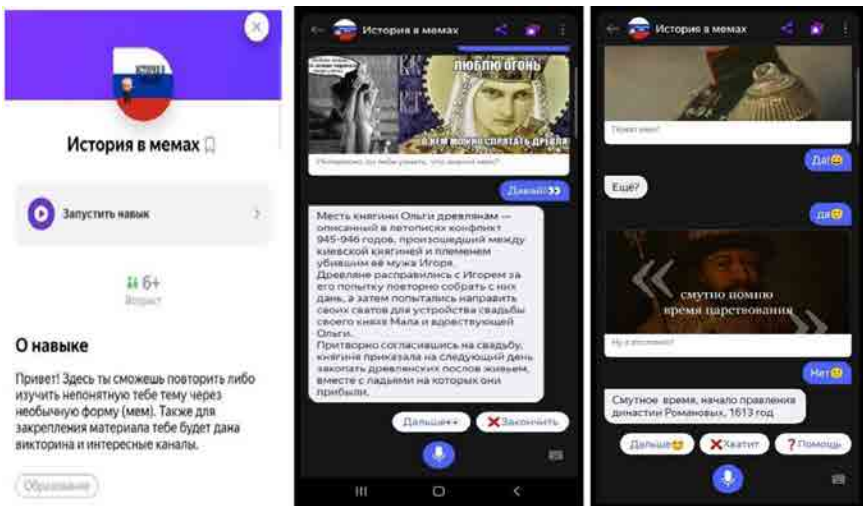 История в мемах
Запустить навык
6+
Возраст
О навыке
Привет! Здесь ты сможешь повторить либо
изучить непонятную тебе тему через
необычную форму (мем). Также для
закрепления материала тебе будет дана
викторина и интересные каналы.
Образование
История в мемах
ЛЮБЛЮ ОГОНЬ
В НЕМ МОЖНО СПРЯТАТЬ ДРЕВЛЯ
Давай!
Месть княгини Ольги древлянам —
описанный в летописях конфликт
945-946 годов, произошедший между
киевской княгиней и племенем
убившим её мужа Игоря.
Древляне расправились с Игорем за
его попытку повторно собрать с них
дань, а затем попытались направить
своих сватов для устройства свадьбы
своего князя Мала и вдовствующей
Ольги.
Притворно согласившись на свадьбу,
княгиня приказала на следующий день
закопать древлянских послов живьем,
вместе с ладьями на которых они
прибыли.
Дальше
Закончить
История в мемах
Понял мем?
Да!
Ещё?
Да
смутно помню
время царствования
Нет
Смутное время, начало правления
династии Романовых, 1613 год
Дальше
Хватит
Помощь